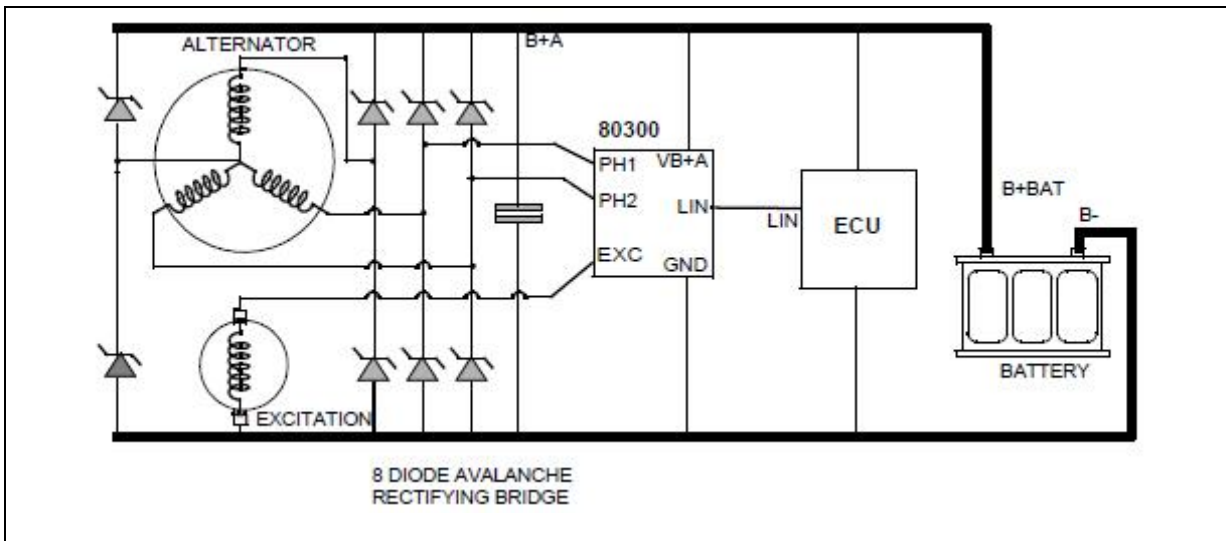 ALTERNATOR
B+A
80300
PH1
VB+A
PH2
LIN
EXC
GND
LIN
ECU
B+BAT
B-
BATTERY
EXCITATION
8 DIODE AVALANCHE
RECTIFYING BRIDGE